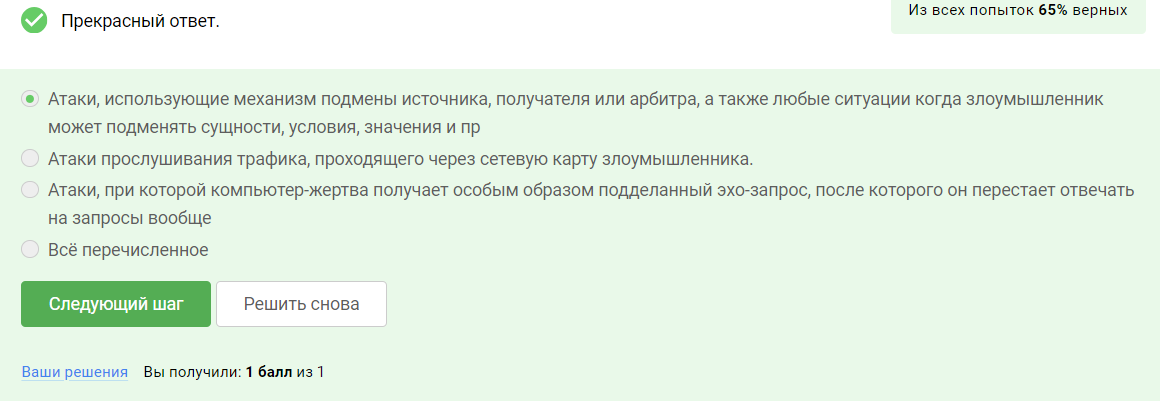 Прекрасный ответ.
Из всех попыток 65% верных
Атаки, использующие механизм подмены источника, получателя или арбитра, а также любые ситуации когда злоумышленник
может подменять сущности, условия, значения и пр
Атаки прослушивания трафика, проходящего через сетевую карту злоумышленника.
Атаки, при которой компьютер-жертва получает особым образом подделанный эхо-запрос, после которого он перестает отвечать
на запросы вообще
Всё перечисленное
Следующий шаг
Решить снова
Ваши решения
Вы получили: 1 балл из 1